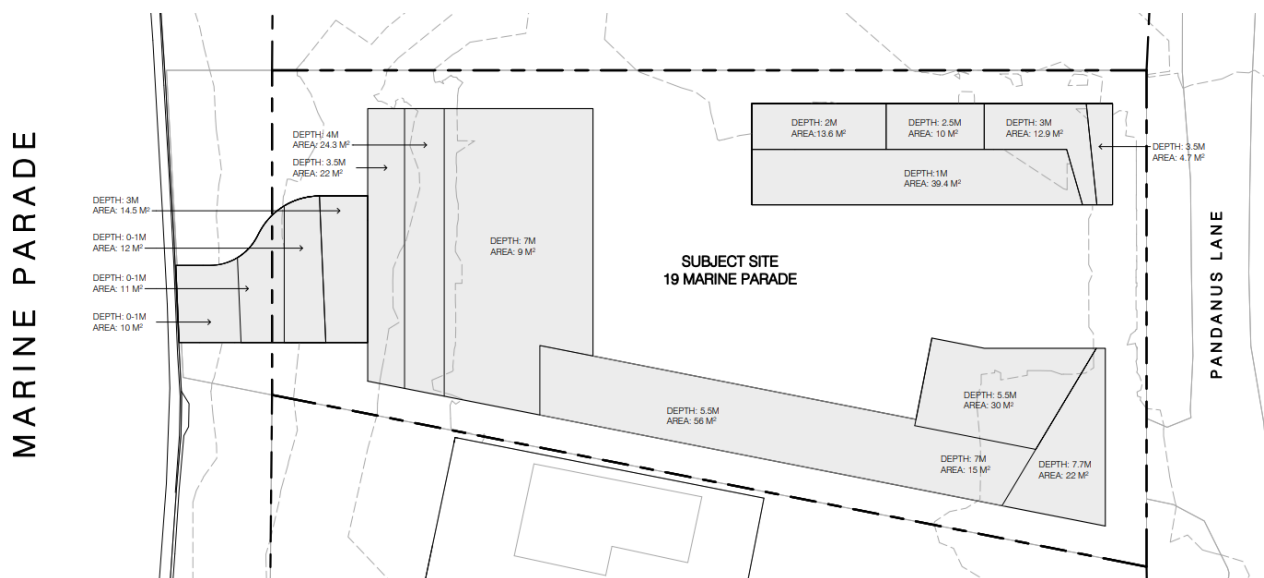 MARINE PARADE
DEPTH: 4M
AREA: 24.3 M²
DEPTH: 3.5M
AREA: 22 M²
DEPTH: 3M
AREA: 14.5 M²
DEPTH: 0-1M
AREA: 12 M²
DEPTH: 0-1M
AREA: 11 M²
DEPTH: 0-1M
AREA: 10 M²
DEPTH: 7M
AREA: 9 M²
DEPTH: 2M
AREA:13.6 M²
DEPTH: 2.5M
AREA: 10 M²
DEPTH: 3M
AREA: 12.9 M²
DEPTH: 3.5M
AREA: 4.7 M²
DEPTH:1M
AREA: 39.4 M²
SUBJECT SITE
19 MARINE PARADE
DEPTH: 5.5M
AREA: 56 M²
DEPTH: 5.5M
AREA: 30 M²
DEPTH: 7M
AREA: 15 M²
DEPTH: 7.7M
AREA: 22 M²
PANDANUS LANE